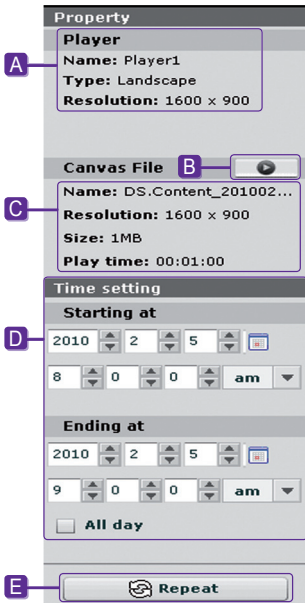 Property
Player
A
Name: Player1
Type: Landscape
Resolution: 1600 x 900
Canvas File
B
C
Name: DS.Content_201002...
Resolution: 1600 x 900
Size: 1MB
Play time: 00:01:00
Time setting
Starting at
D
2010 2 5
8 0 0 am
Ending at
2010 2 5
9 0 0 am
All day
E
Repeat